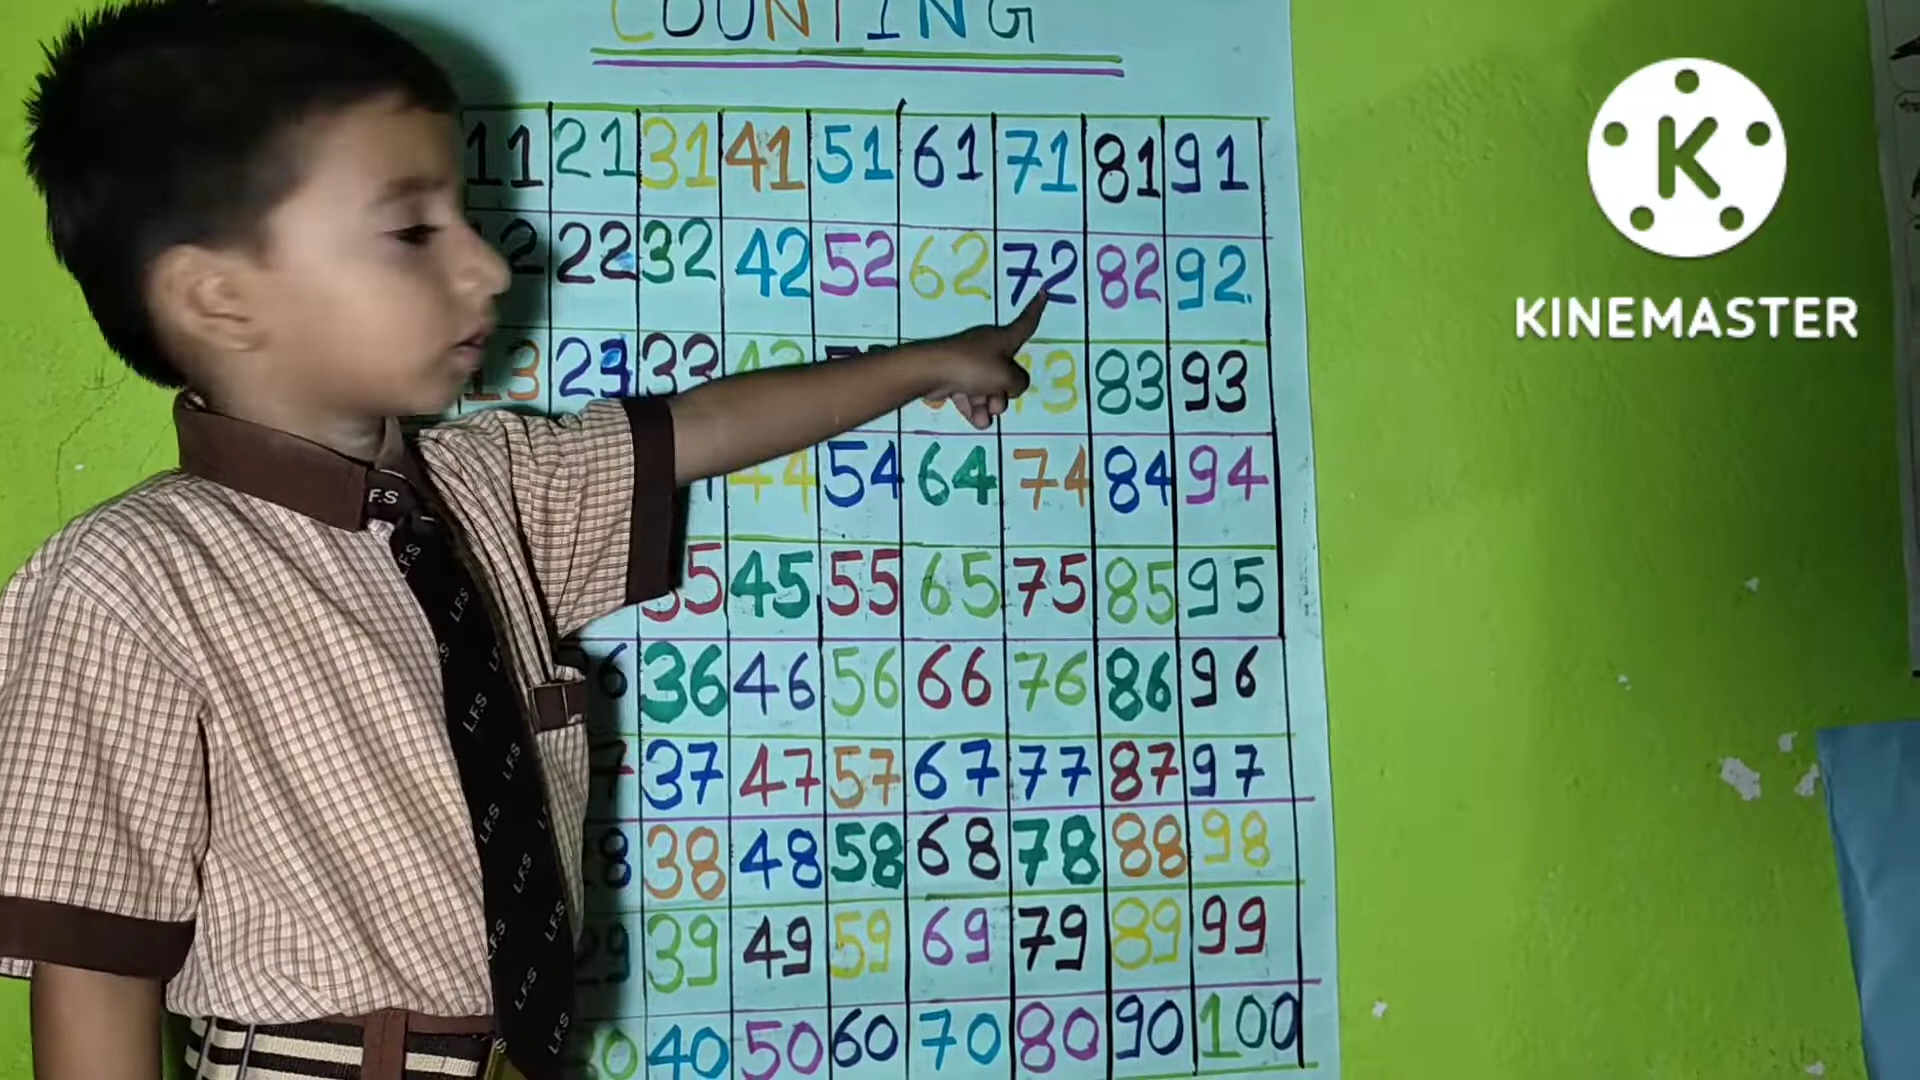 COUNTING
11 21 31 41 51 61 71 81 91
22 32 42 52 62 72 82 92
13 23 33 83 93
44 54 64 74 84 94
45 55 65 75 85 95
36 46 56 66 76 86 96
37 47 57 67 77 87 97
38 48 58 68 78 88 98
39 49 59 69 79 89 99
40 50 60 70 80 90 100
K
KINEMASTER
F.S
L.F.S
L.F.S
L.F.S
L.F.S
L.F.S
L.F.S
L.F.S
L.F.S
L.F.S